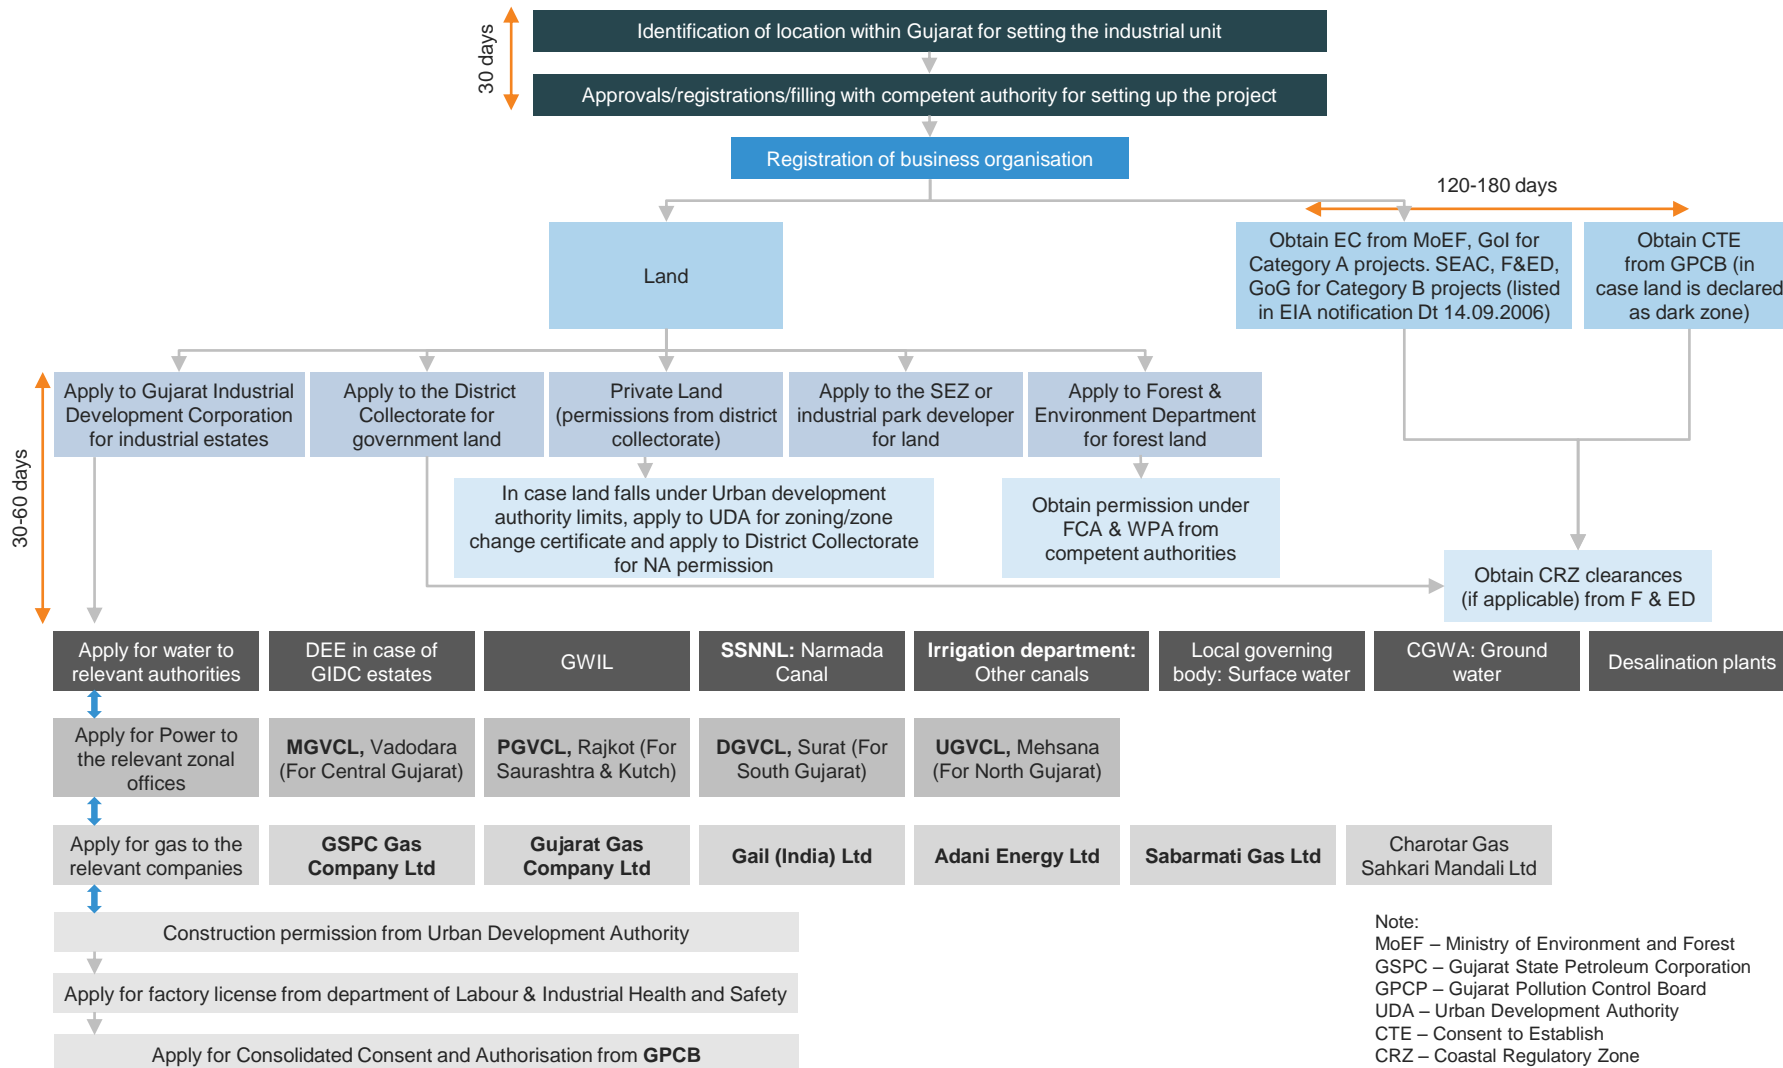 30 days
Identification of location within Gujarat for setting the industrial unit
Approvals/registrations/filling with competent authority for setting up the project
Registration of business organisation
120-180 days
Land
Obtain EC from MoEF, GoI for
Category A projects. SEAC, F&ED,
GoG for Category B projects (listed
in EIA notification Dt 14.09.2006)
Obtain CTE
from GPCB (in
case land is declared
as dark zone)
30-60 days
Apply to Gujarat Industrial
Development Corporation
for industrial estates
Apply to the District
Collectorate for
government land
Private Land
(permissions from district
collectorate)
Apply to the SEZ or
industrial park developer
for land
Apply to Forest &
Environment Department
for forest land
In case land falls under Urban development
authority limits, apply to UDA for zoning/zone
change certificate and apply to District Collectorate
for NA permission
Obtain permission under
FCA & WPA from
competent authorities
Obtain CRZ clearances
(if applicable) from F & ED
Apply for water to
relevant authorities
DEE in case of
GIDC estates
GWIL
SSNNL: Narmada
Canal
Irrigation department:
Other canals
Local governing
body: Surface water
CGWA: Ground
water
Desalination plants
Apply for Power to
the relevant zonal
offices
MGVCL, Vadodara
(For Central Gujarat)
PGVCL, Rajkot (For
Saurashtra & Kutch)
DGVCL, Surat (For
South Gujarat)
UGVCL, Mehsana
(For North Gujarat)
Apply for gas to the
relevant companies
GSPC Gas
Company Ltd
Gujarat Gas
Company Ltd
Gail (India) Ltd
Adani Energy Ltd
Sabarmati Gas Ltd
Charotar Gas
Sahkari Mandali Ltd
Construction permission from Urban Development Authority
Apply for factory license from department of Labour & Industrial Health and Safety
Apply for Consolidated Consent and Authorisation from GPCB
Note:
MoEF – Ministry of Environment and Forest
GSPC – Gujarat State Petroleum Corporation
GPCP – Gujarat Pollution Control Board
UDA – Urban Development Authority
CTE – Consent to Establish
CRZ – Coastal Regulatory Zone